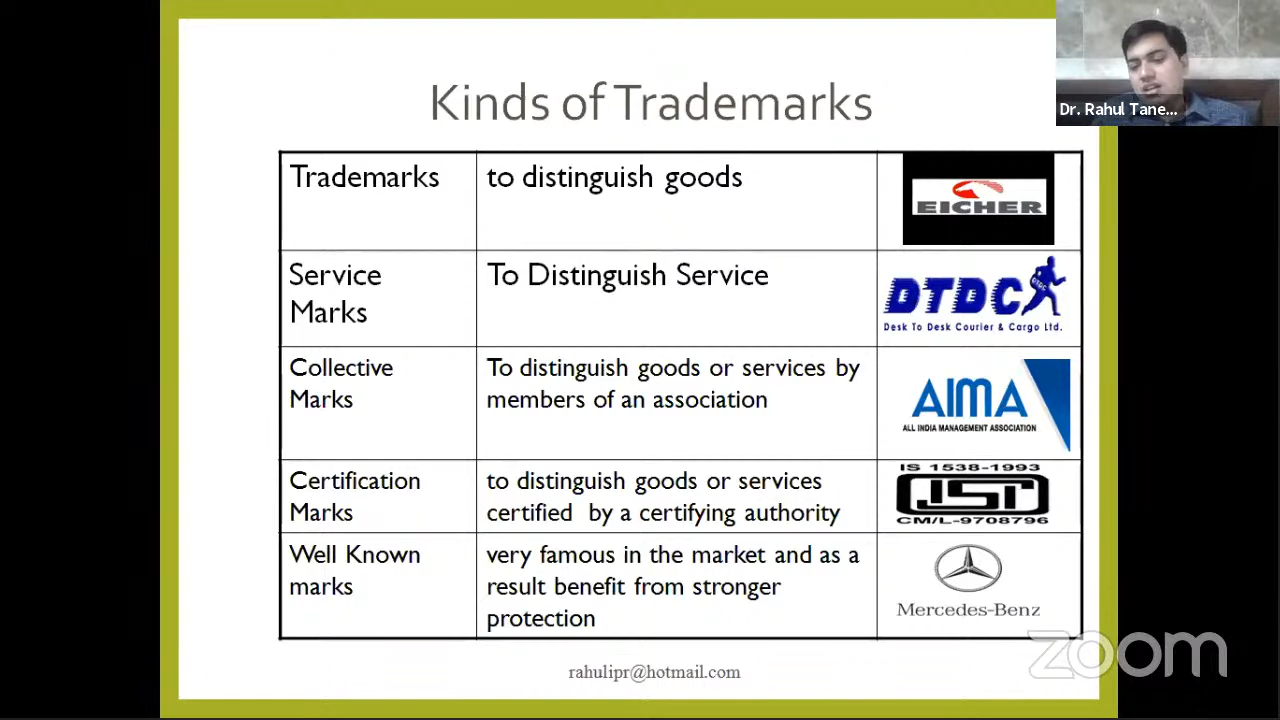 Kinds of Trademarks
Dr. Rahul Tane...
Trademarks
to distinguish goods
EICHER
Service
Marks
To Distinguish Service
DTDC
DTDC
Desk To Desk Courier & Cargo Ltd.
Collective
Marks
To distinguish goods or services by
members of an association
AIMA
ALL INDIA MANAGEMENT ASSOCIATION
Certification
Marks
to distinguish goods or services
certified by a certifying authority
IS 1538-1993
ISI
CM/L-9708796
Well Known
marks
very famous in the market and as a
result benefit from stronger
protection
Mercedes-Benz
rahulipr@hotmail.com
zoom